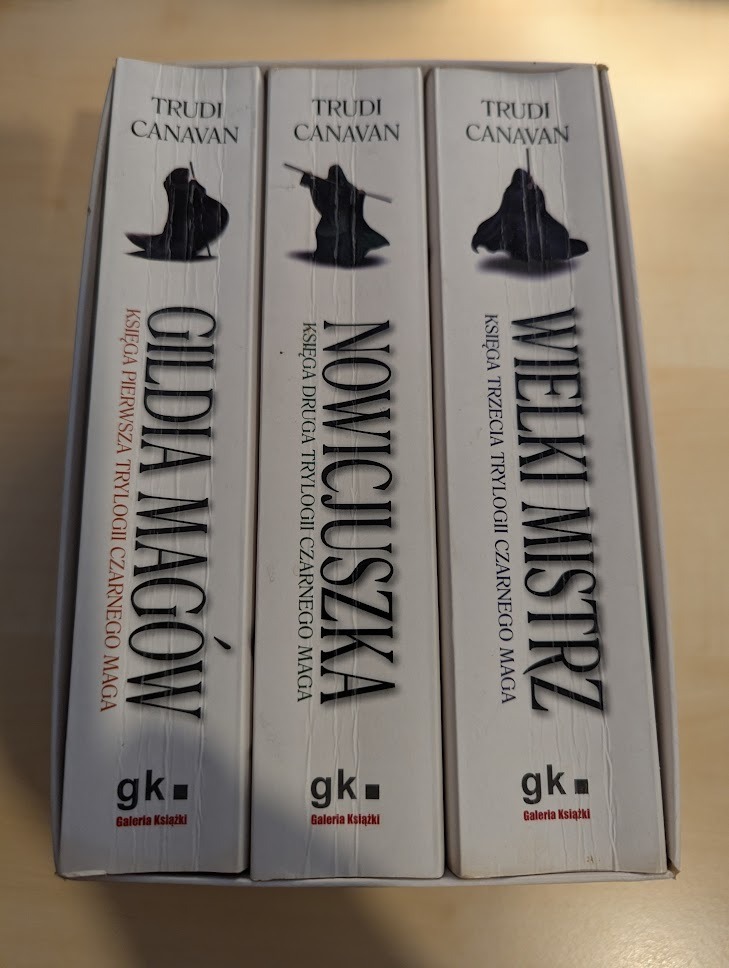 TRUDI
CANAVAN
GILDIA MAGÓW
KSIĘGA PIERWSZA TRYLOGII CZARNEGO MAGA
gk.
Galeria Książki
TRUDI
CANAVAN
NOWICJUSZKA
KSIĘGA DRUGA TRYLOGII CZARNEGO MAGA
gk.
Galeria Książki
TRUDI
CANAVAN
WIELKI MISTRZ
KSIĘGA TRZECIA TRYLOGII CZARNEGO MAGA
gk.
Galeria Książki